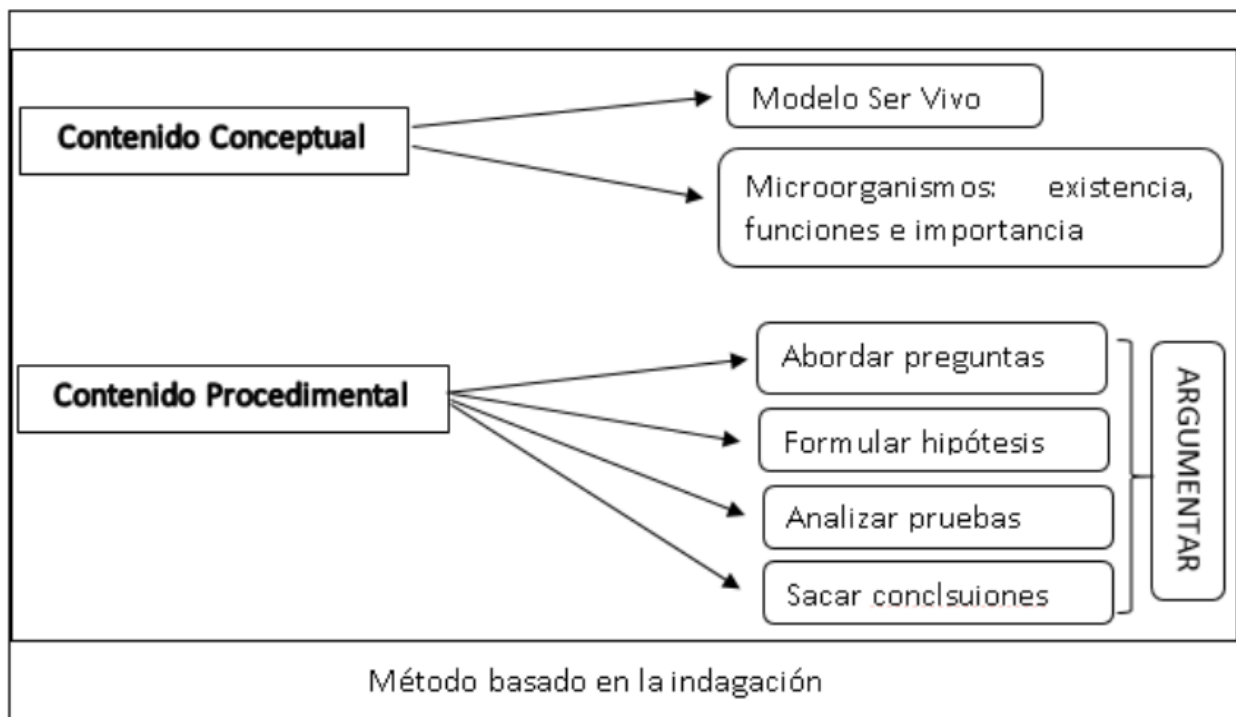 Contenido Conceptual
Modelo Ser Vivo
Microorganismos: existencia,
funciones e importancia
Contenido Procedimental
Abordar preguntas
Formular hipótesis
Analizar pruebas
Sacar conclsuiones
ARGUMENTAR
Método basado en la indagación